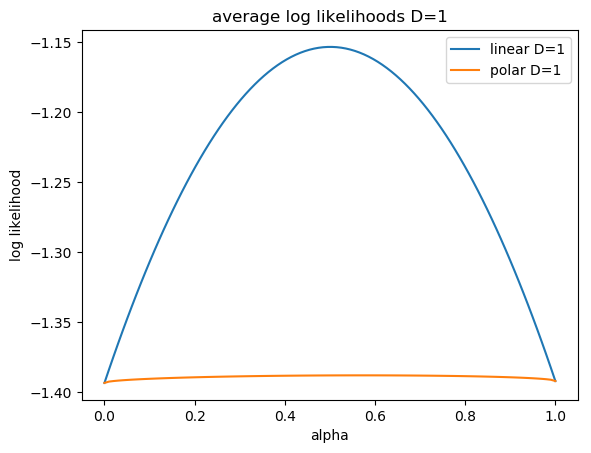 average log likelihoods D=1
linear D=1
polar D=1
log likelihood
−1.15
−1.20
−1.25
−1.30
−1.35
−1.40
0.0 0.2 0.4 0.6 0.8 1.0
alpha